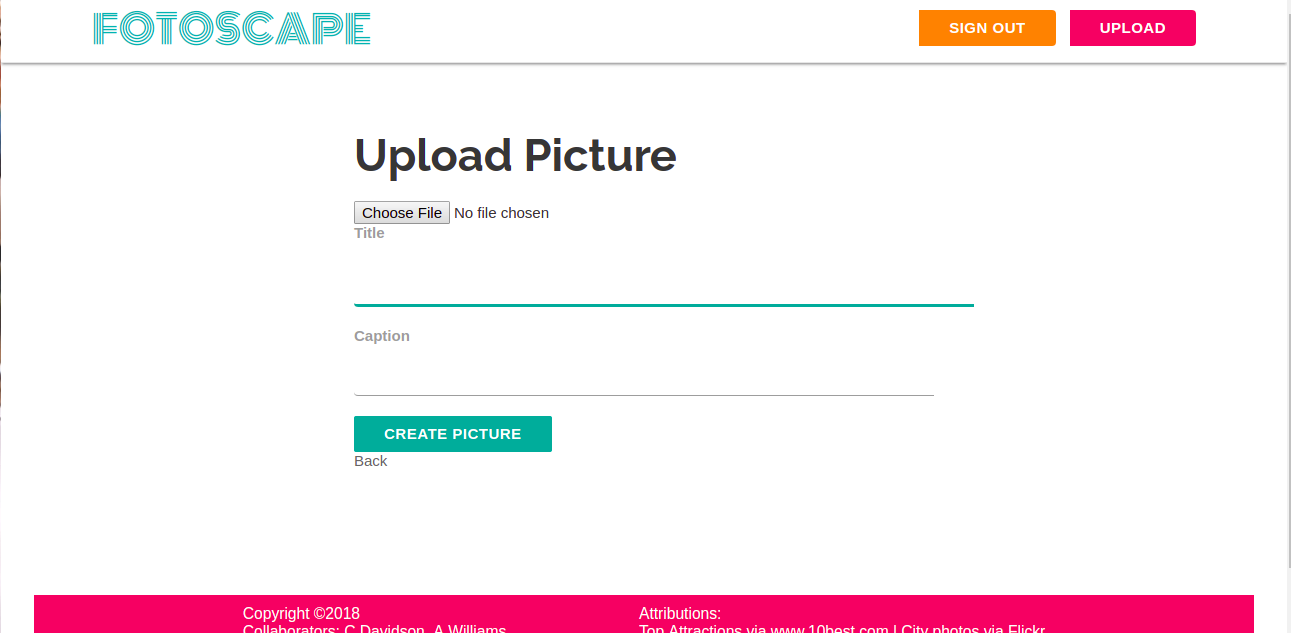 FOTOSCAPE
SIGN OUT
UPLOAD
Upload Picture
Choose File No file chosen
Title
Caption
CREATE PICTURE
Back
Copyright ©2018
Collaborators: C.Davidson, A.Williams
Attributions:
Top Attractions via www.10best.com | City photos via Flickr